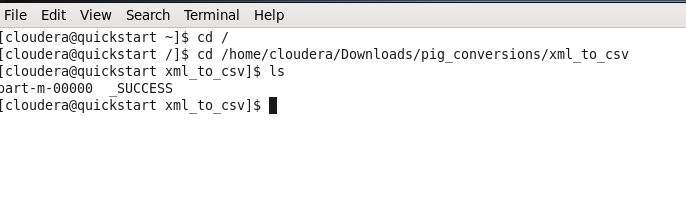 File Edit View Search Terminal Help
[cloudera@quickstart ~]$ cd /
[cloudera@quickstart /]$ cd /home/cloudera/Downloads/pig_conversions/xml_to_csv
[cloudera@quickstart xml_to_csv]$ ls
part-m-00000 _SUCCESS
[cloudera@quickstart xml_to_csv]$